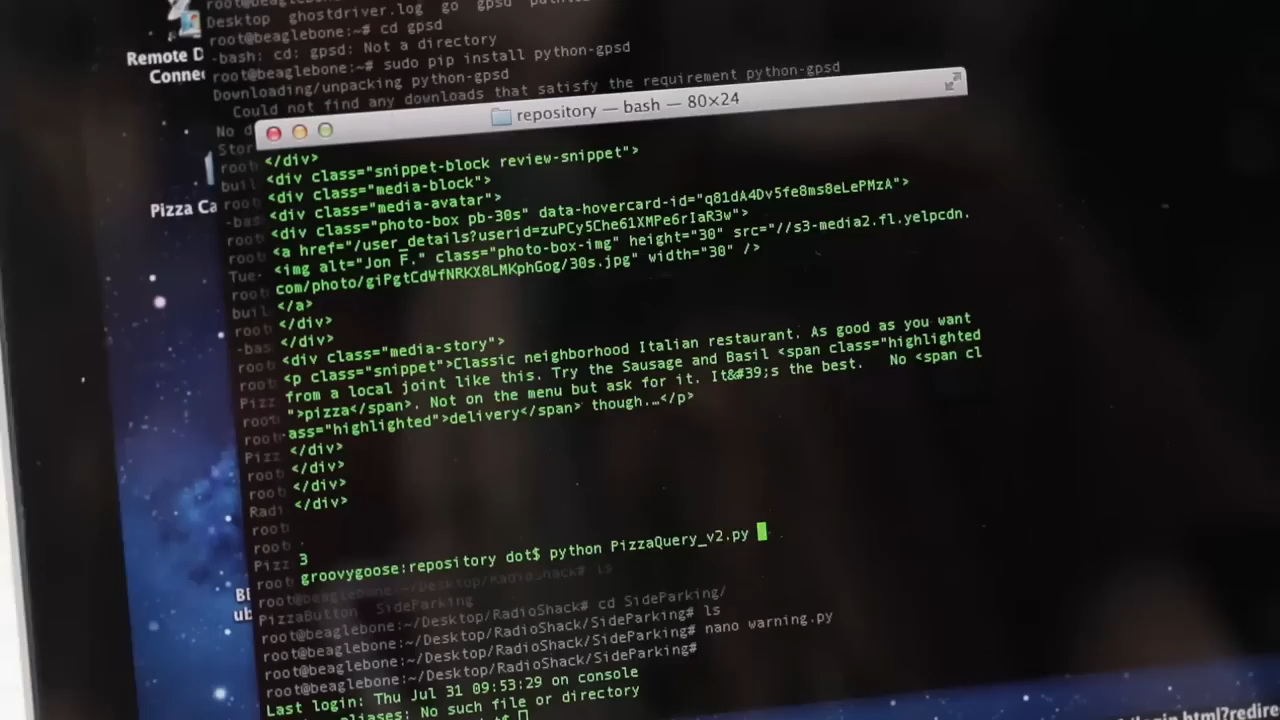 Desktop  ghostdriver.log  go  gpsd
root@beaglebone:~# cd gpsd
-bash: cd: gpsd: Not a directory
root@beaglebone:~# sudo pip install python-gpsd
Downloading/unpacking python-gpsd
Could not find any downloads that satisfy the requirement python-gpsd
No d
Stor
Remote D
Connec
Pizza Ca
repository — bash — 80×24
</div>
<div class="snippet-block review-snippet">
<div class="media-block">
<div class="media-avatar">
<div class="photo-box pb-30s" data-hovercard-id="q81dA4Dv5fe8ms8eLePMzA">
<a href="/user_details?userid=zuPCy5Che61XMPe6rIaR3w">
<img alt="Jon F." class="photo-box-img" height="30" src="//s3-media2.fl.yelpcdn.
com/photo/giPgtCdWfNRKX8LMKphGog/30s.jpg" width="30" />
</a>
</div>
</div>
<div class="media-story">
<p class="snippet">Classic neighborhood Italian restaurant. As good as you want
from a local joint like this. Try the Sausage and Basil <span class="highlighted
">pizza</span>. Not on the menu but ask for it. It&#39;s the best.   No <span cl
ass="highlighted">delivery</span> though.…</p>
</div>
</div>
</div>
</div>
.
3
groovygoose:repository dot$ python PizzaQuery_v2.py
root@beaglebone:~/Desktop/RadioShack# ls
PizzaButton  SideParking
root@beaglebone:~/Desktop/RadioShack# cd SideParking/
root@beaglebone:~/Desktop/RadioShack/SideParking# ls
root@beaglebone:~/Desktop/RadioShack/SideParking# nano warning.py
root@beaglebone:~/Desktop/RadioShack/SideParking#
Last login: Thu Jul 31 09:53:29 on console
: No such file or directory